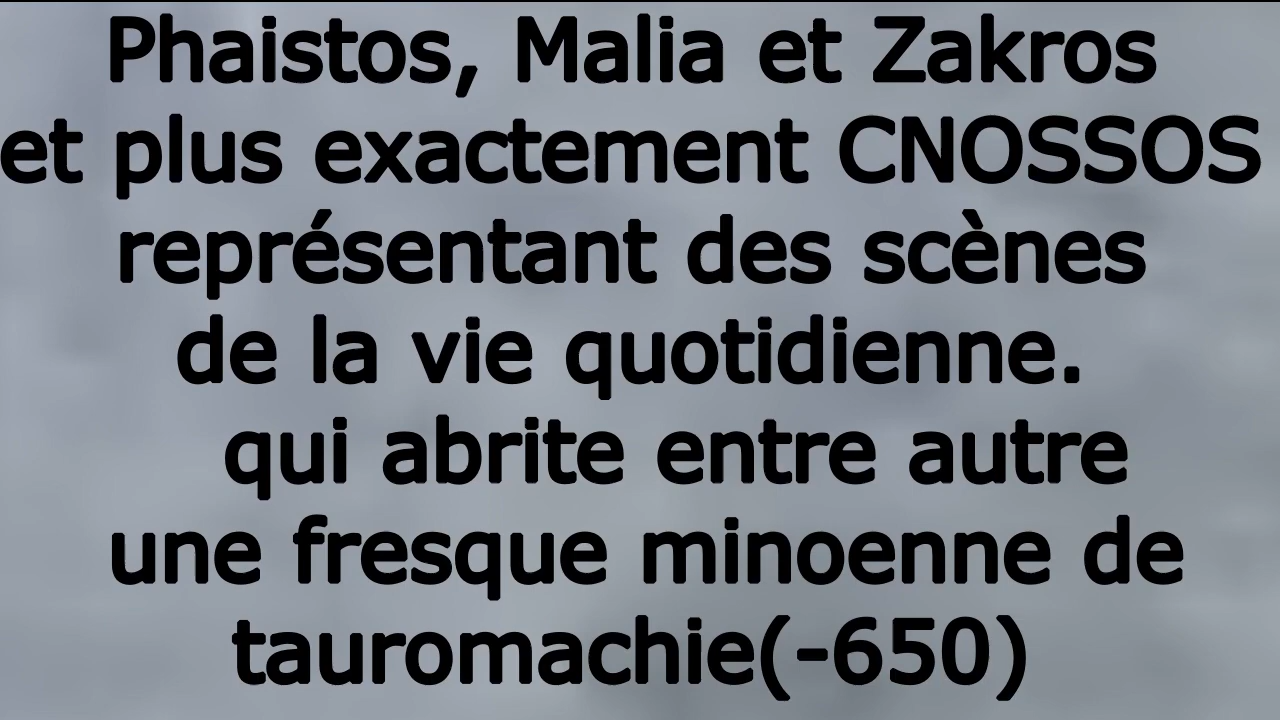 Phaistos, Malia et Zakros
et plus exactement CNOSSOS
représentant des scènes
de la vie quotidienne.
qui abrite entre autre
une fresque minoenne de
tauromachie(-650)